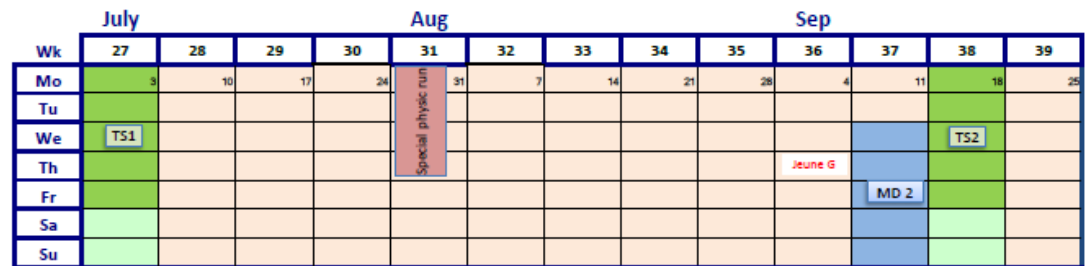 July Aug Sep
Wk 27 28 29 30 31 32 33 34 35 36 37 38 39
Mo 3 10 17 24 31 7 14 21 28 4 11 18 25
Special physic run
Tu
We TS1 TS2
Th Jeune G
Fr MD 2
Sa
Su